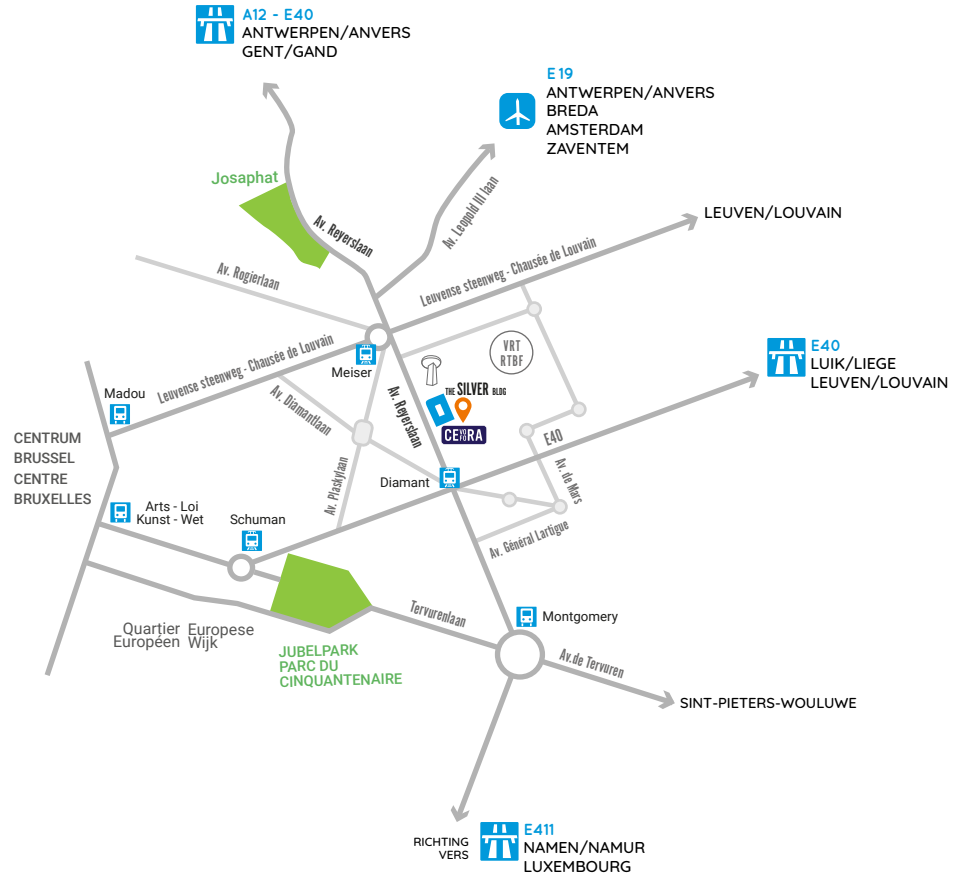 A12 - E40
ANTWERPEN/ANVERS
GENT/GAND
E19
ANTWERPEN/ANVERS
BREDA
AMSTERDAM
ZAVENTEM
Josaphat
Av. Reyerslaan
Av. Leopold III laan
LEUVEN/LOUVAIN
Leuvense steenweg - Chausée de Louvain
Av. Rogierlaan
VRT
RTBF
E40
LUIK/LIEGE
LEUVEN/LOUVAIN
Leuvense steenweg - Chausée de Louvain
Meiser
Madou
THE SILVER BLDG
Av. Diamantlaan
Av. Reyerslaan
CENTRUM
BRUSSEL
CENTRE
BRUXELLES
E40
Diamant
Av. Plaskylaan
Av. de Mars
Arts - Loi
Kunst - Wet
Schuman
Av. Général Lartigue
Tervurenlaan
Montgomery
Quartier
Européen
Europese
Wijk
JUBELPARK
PARC DU
CINQUANTENAIRE
Av.de Tervuren
SINT-PIETERS-WOULUWE
RICHTING
VERS
E411
NAMEN/NAMUR
LUXEMBOURG